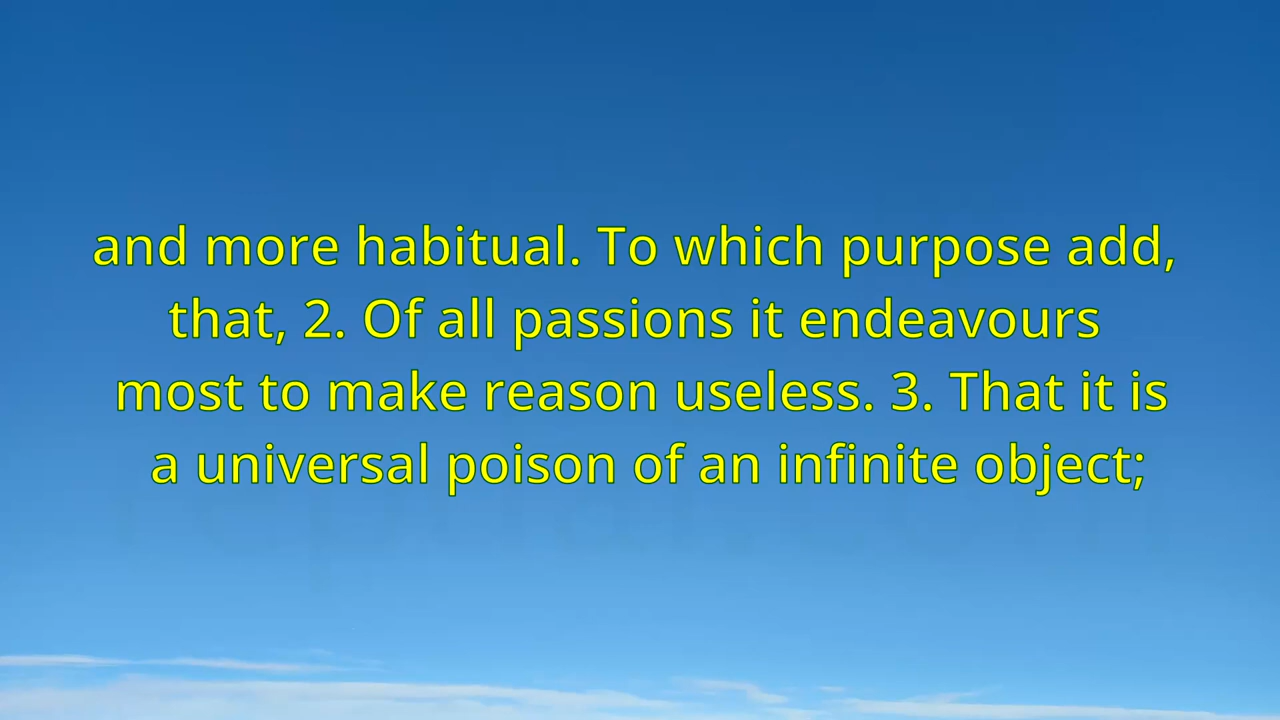 and more habitual. To which purpose add,
that, 2. Of all passions it endeavours
most to make reason useless. 3. That it is
a universal poison of an infinite object;